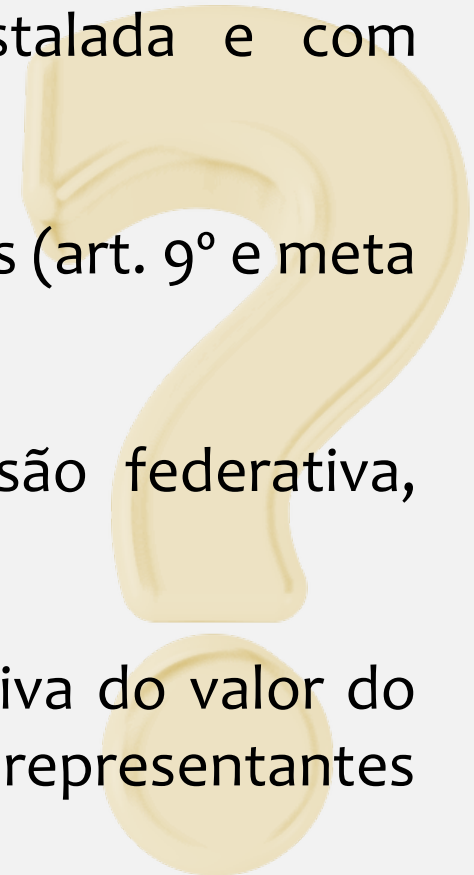 stalada e com
s (art. 9º e meta
são federativa,
iva do valor do
representantes